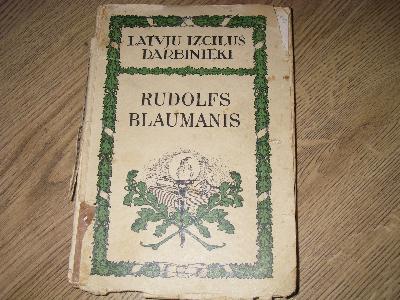 LATVJU IZCILUS
DARBINIEKI
RUDOLFS
BLAUMANIS